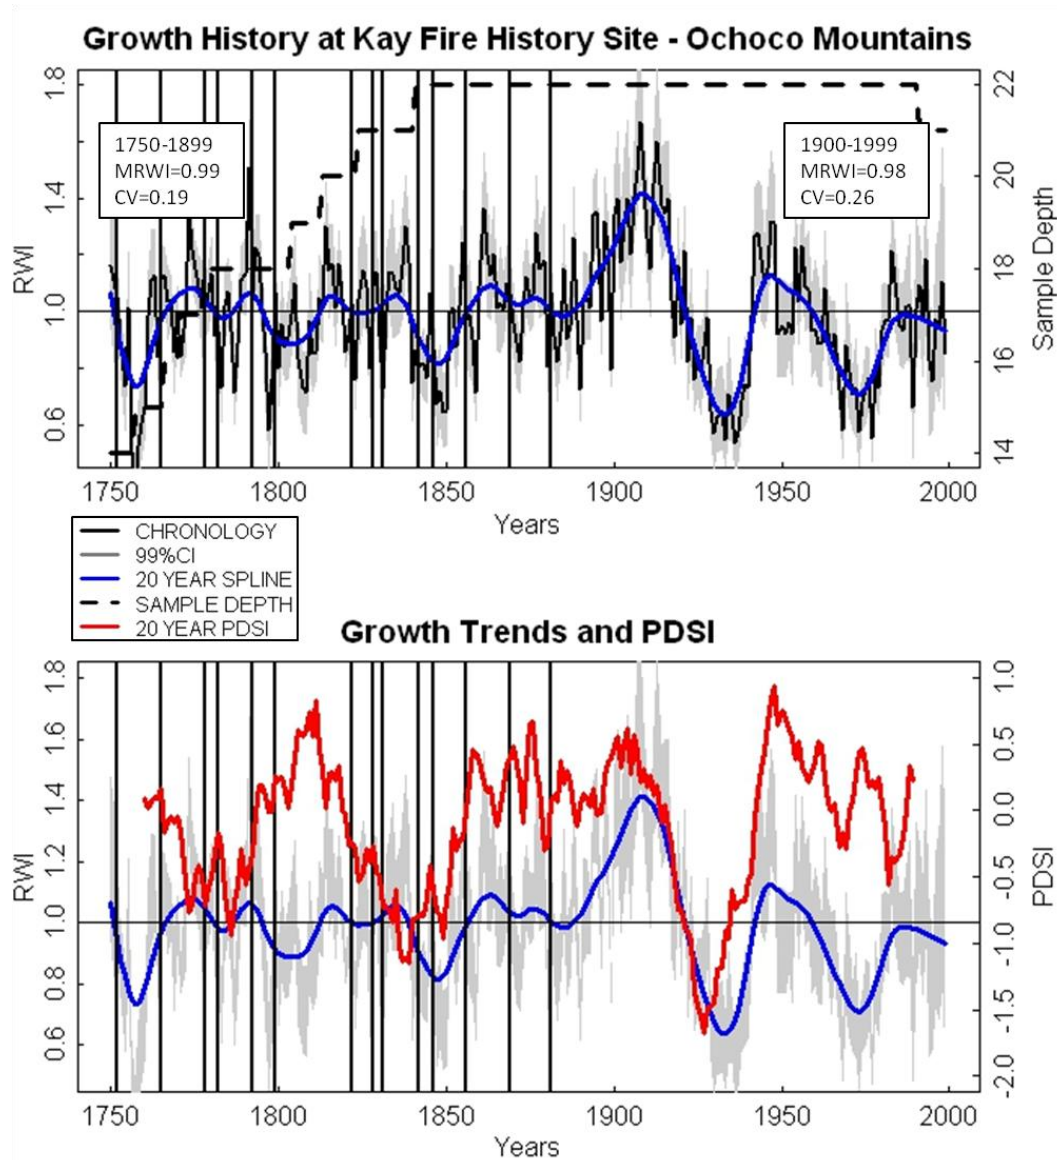 Growth History at Kay Fire History Site - Ochoco Mountains
RWI
1.8
1.4
1.0
0.6
1750-1899
MRWI=0.99
CV=0.19
1900-1999
MRWI=0.98
CV=0.26
22
20
18
16
14
Sample Depth
1750 1800 1850 1900 1950 2000
Years
CHRONOLOGY
99%CI
20 YEAR SPLINE
SAMPLE DEPTH
20 YEAR PDSI
Growth Trends and PDSI
RWI
1.8
1.6
1.4
1.2
1.0
0.8
0.6
1.0
0.5
0.0
-0.5
-1.0
-1.5
-2.0
PDSI
1750 1800 1850 1900 1950 2000
Years